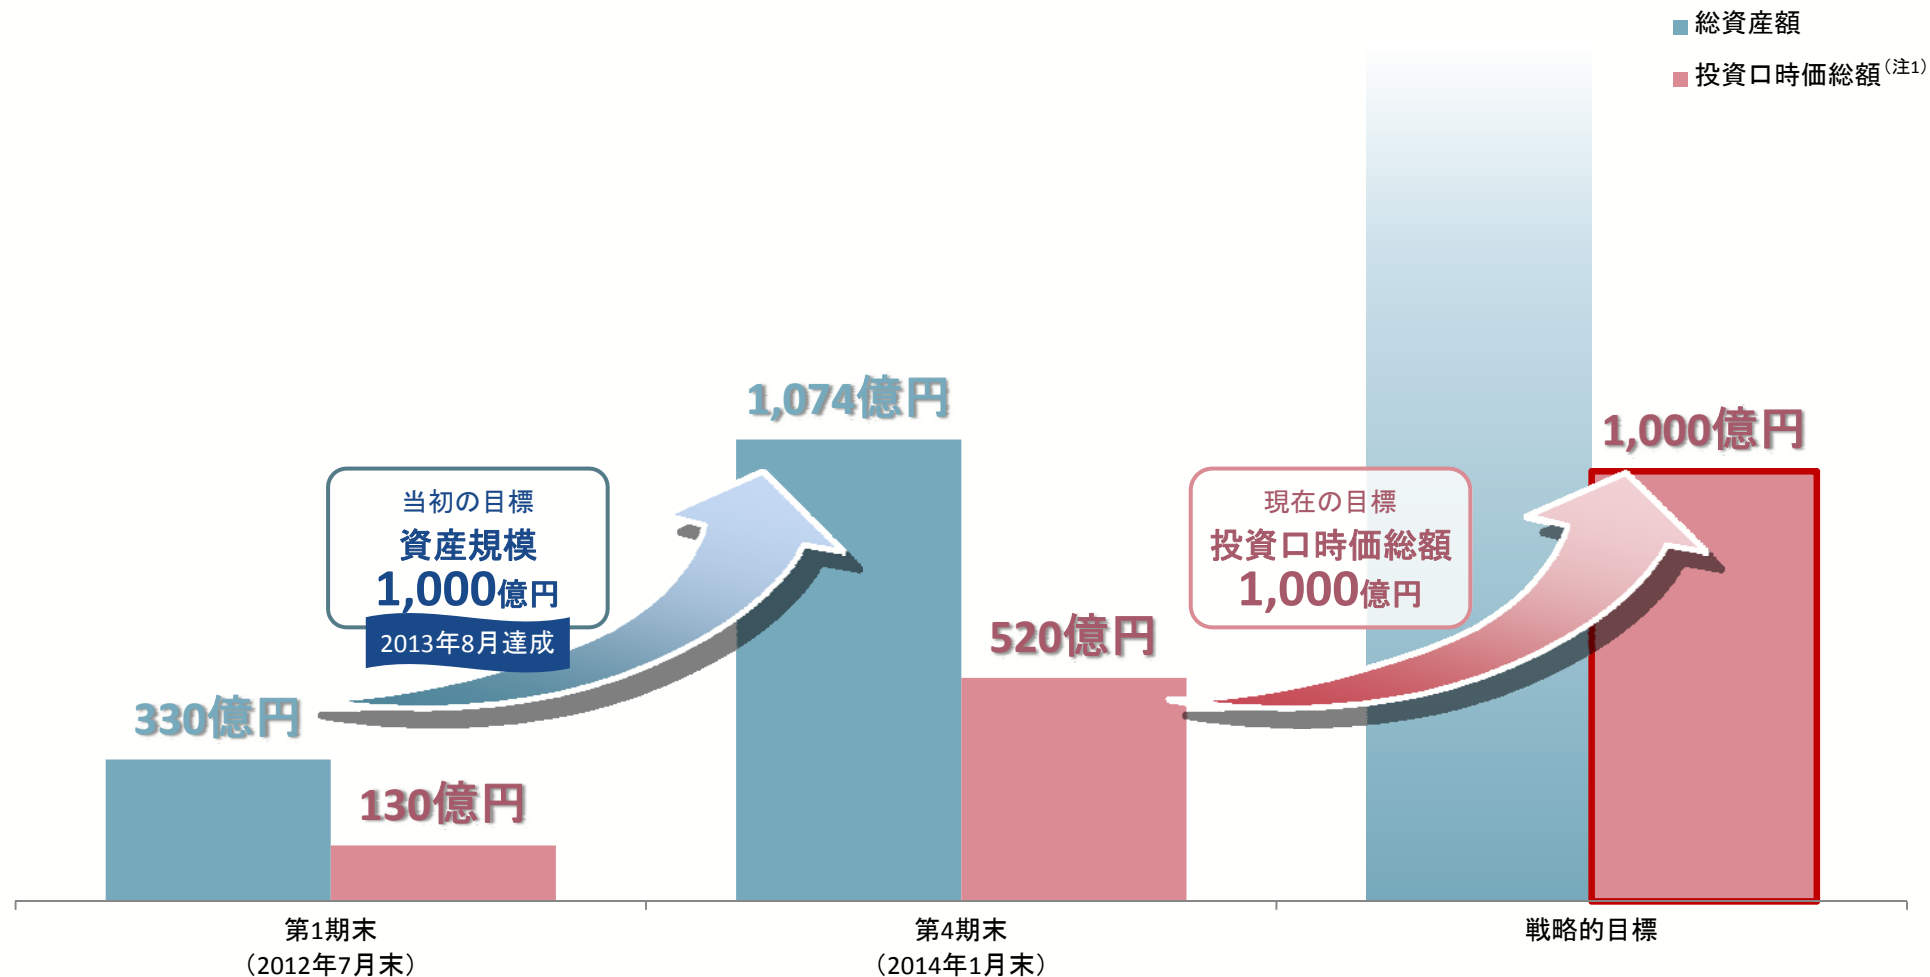 総資産額
投資口時価総額(注1)
1,074億円
1,000億円
当初の目標
資産規模
1,000億円
2013年8月達成
現在の目標
投資口時価総額
1,000億円
520億円
330億円
130億円
第1期末
（2012年7月末）
第4期末
（2014年1月末）
戦略的目標